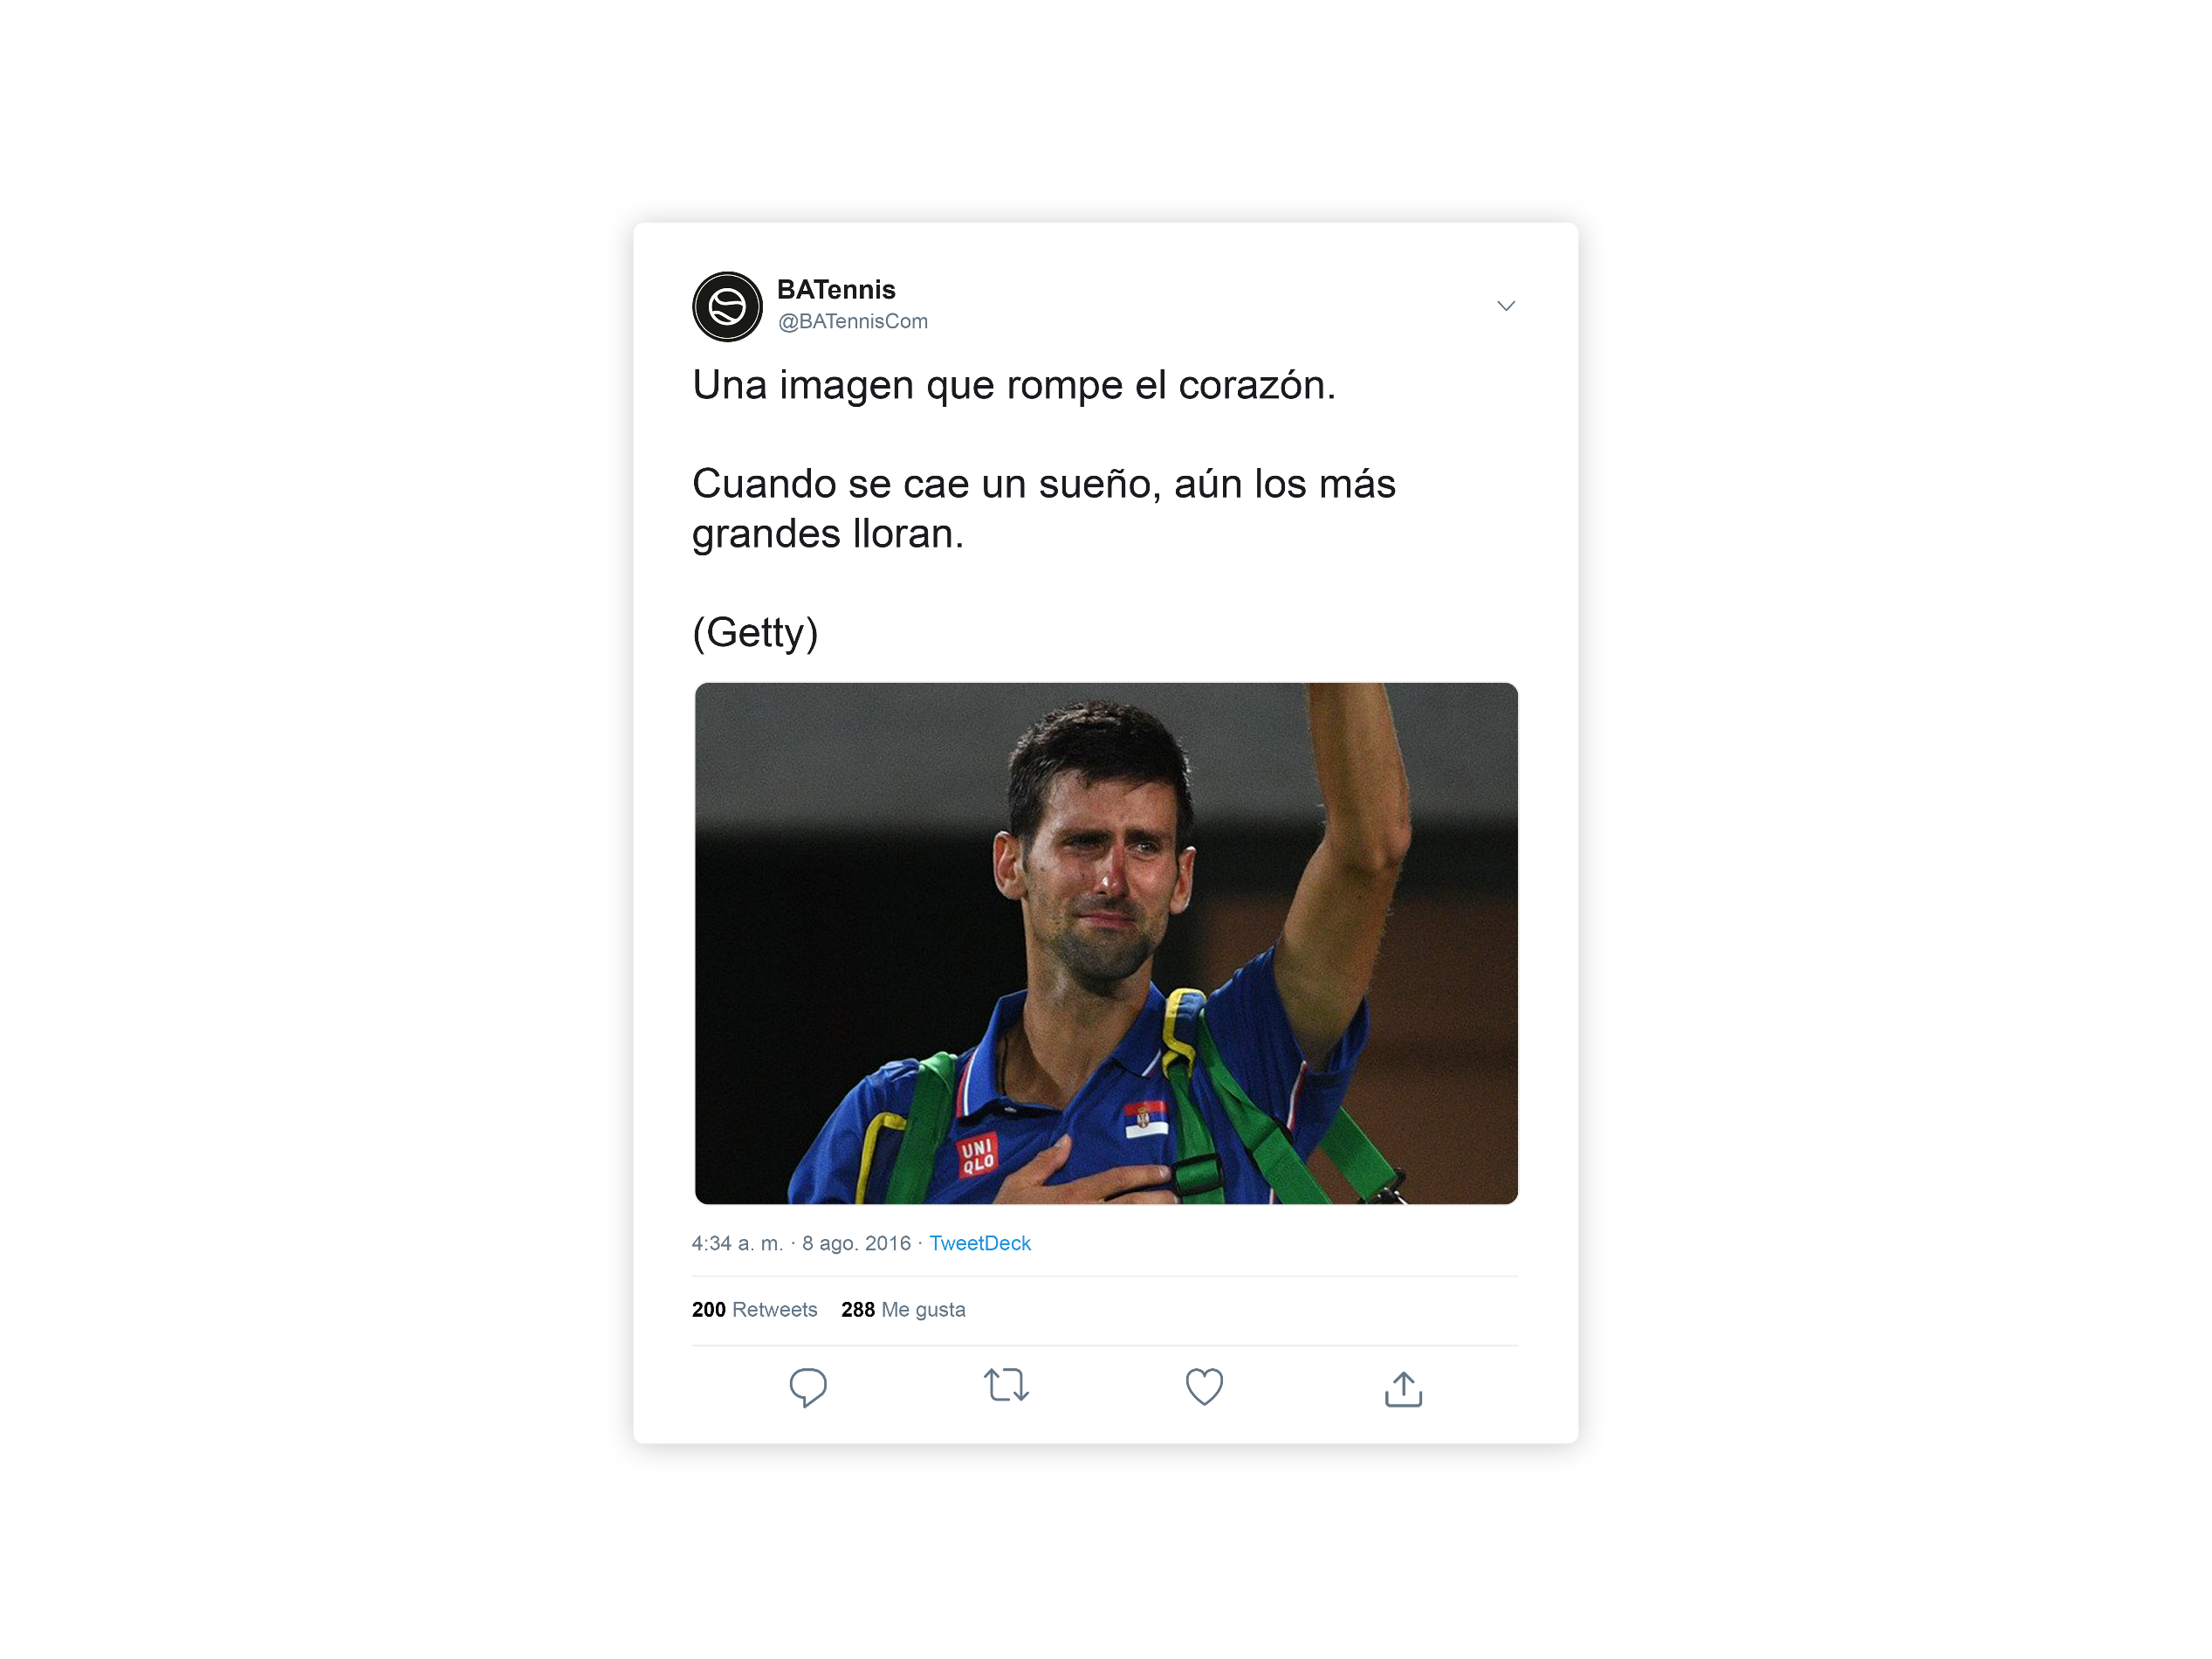 BATennis
@BATennisCom
Una imagen que rompe el corazón.
Cuando se cae un sueño, aún los más
grandes lloran.
(Getty)
UNI
QLO
4:34 a. m. · 8 ago. 2016 · TweetDeck
200 Retweets 288 Me gusta